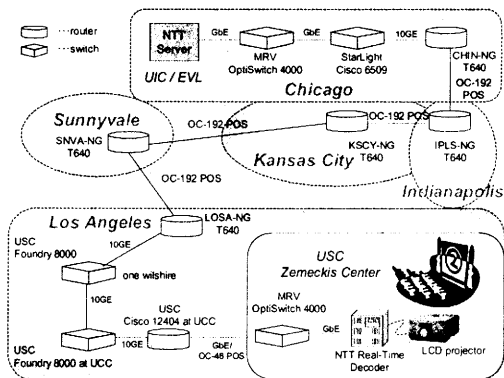 :router
:switch
NTT
Server
GbE
GbE
10GE
UIC / EVL
MRV
OptiSwitch 4000
StarLight
Cisco 6509
CHIN-NG
T640
Chicago
OC-192
POS
Sunnyvale
SNVA-NG
T640
OC-192 POS
OC-192 POS
Kansas City
KSCY-NG
T640
IPLS-NG
T640
Indianapolis
OC-192 POS
Los Angeles
LOSA-NG
T640
USC
Foundry 8000
10GE
one wilshire
10GE
USC
Cisco 12404 at UCC
10GE
GbE/
OC-48 POS
USC
Foundry 8000 at UCC
USC
Zemeckis Center
MRV
OptiSwitch 4000
GbE
NTT Real-Time
Decoder
LCD projector